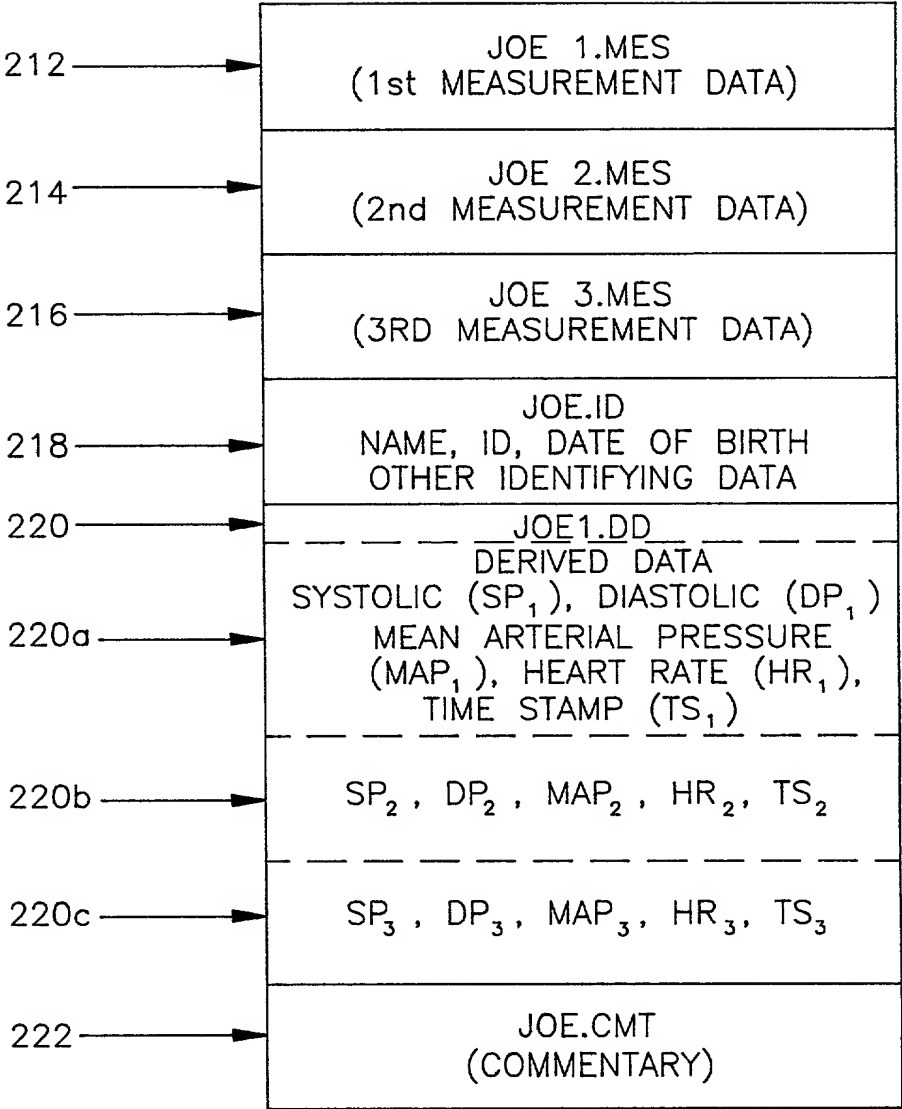 212
JOE 1.MES
(1st MEASUREMENT DATA)
214
JOE 2.MES
(2nd MEASUREMENT DATA)
216
JOE 3.MES
(3RD MEASUREMENT DATA)
218
JOE.ID
NAME, ID, DATE OF BIRTH
OTHER IDENTIFYING DATA
220
JOE1.DD
220a
DERIVED DATA
SYSTOLIC (SP₁), DIASTOLIC (DP₁)
MEAN ARTERIAL PRESSURE
(MAP₁), HEART RATE (HR₁),
TIME STAMP (TS₁)
220b
SP₂, DP₂, MAP₂, HR₂, TS₂
220c
SP₃, DP₃, MAP₃, HR₃, TS₃
222
JOE.CMT
(COMMENTARY)